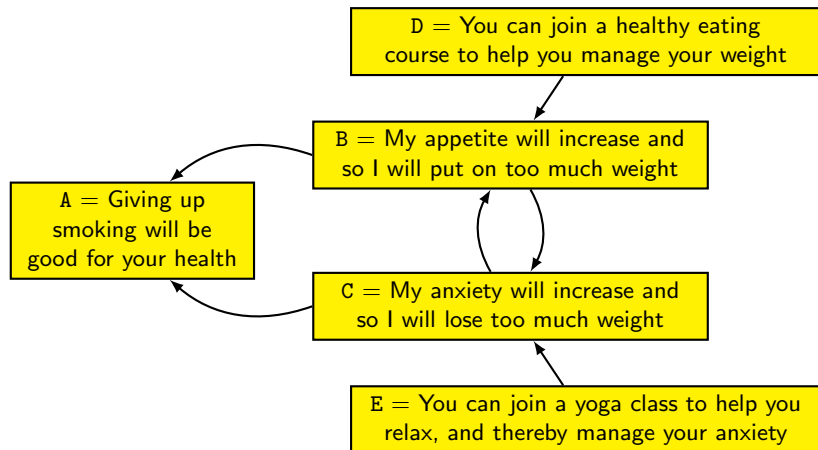 D = You can join a healthy eating
course to help you manage your weight
B = My appetite will increase and
so I will put on too much weight
A = Giving up
smoking will be
good for your health
C = My anxiety will increase and
so I will lose too much weight
E = You can join a yoga class to help you
relax, and thereby manage your anxiety